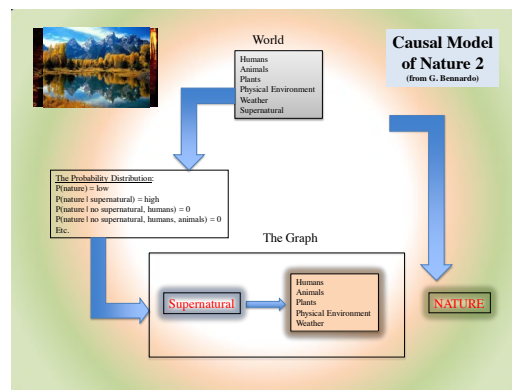 World
Humans
Animals
Plants
Physical Environment
Weather
Supernatural
Causal Model
of Nature 2
(from G. Bennardo)
The Probability Distribution:
P(nature) = low
P(nature | supernatural) = high
P(nature | no supernatural, humans) = 0
P(nature | no supernatural, humans, animals) = 0
Etc.
The Graph
Supernatural
Humans
Animals
Plants
Physical Environment
Weather
NATURE